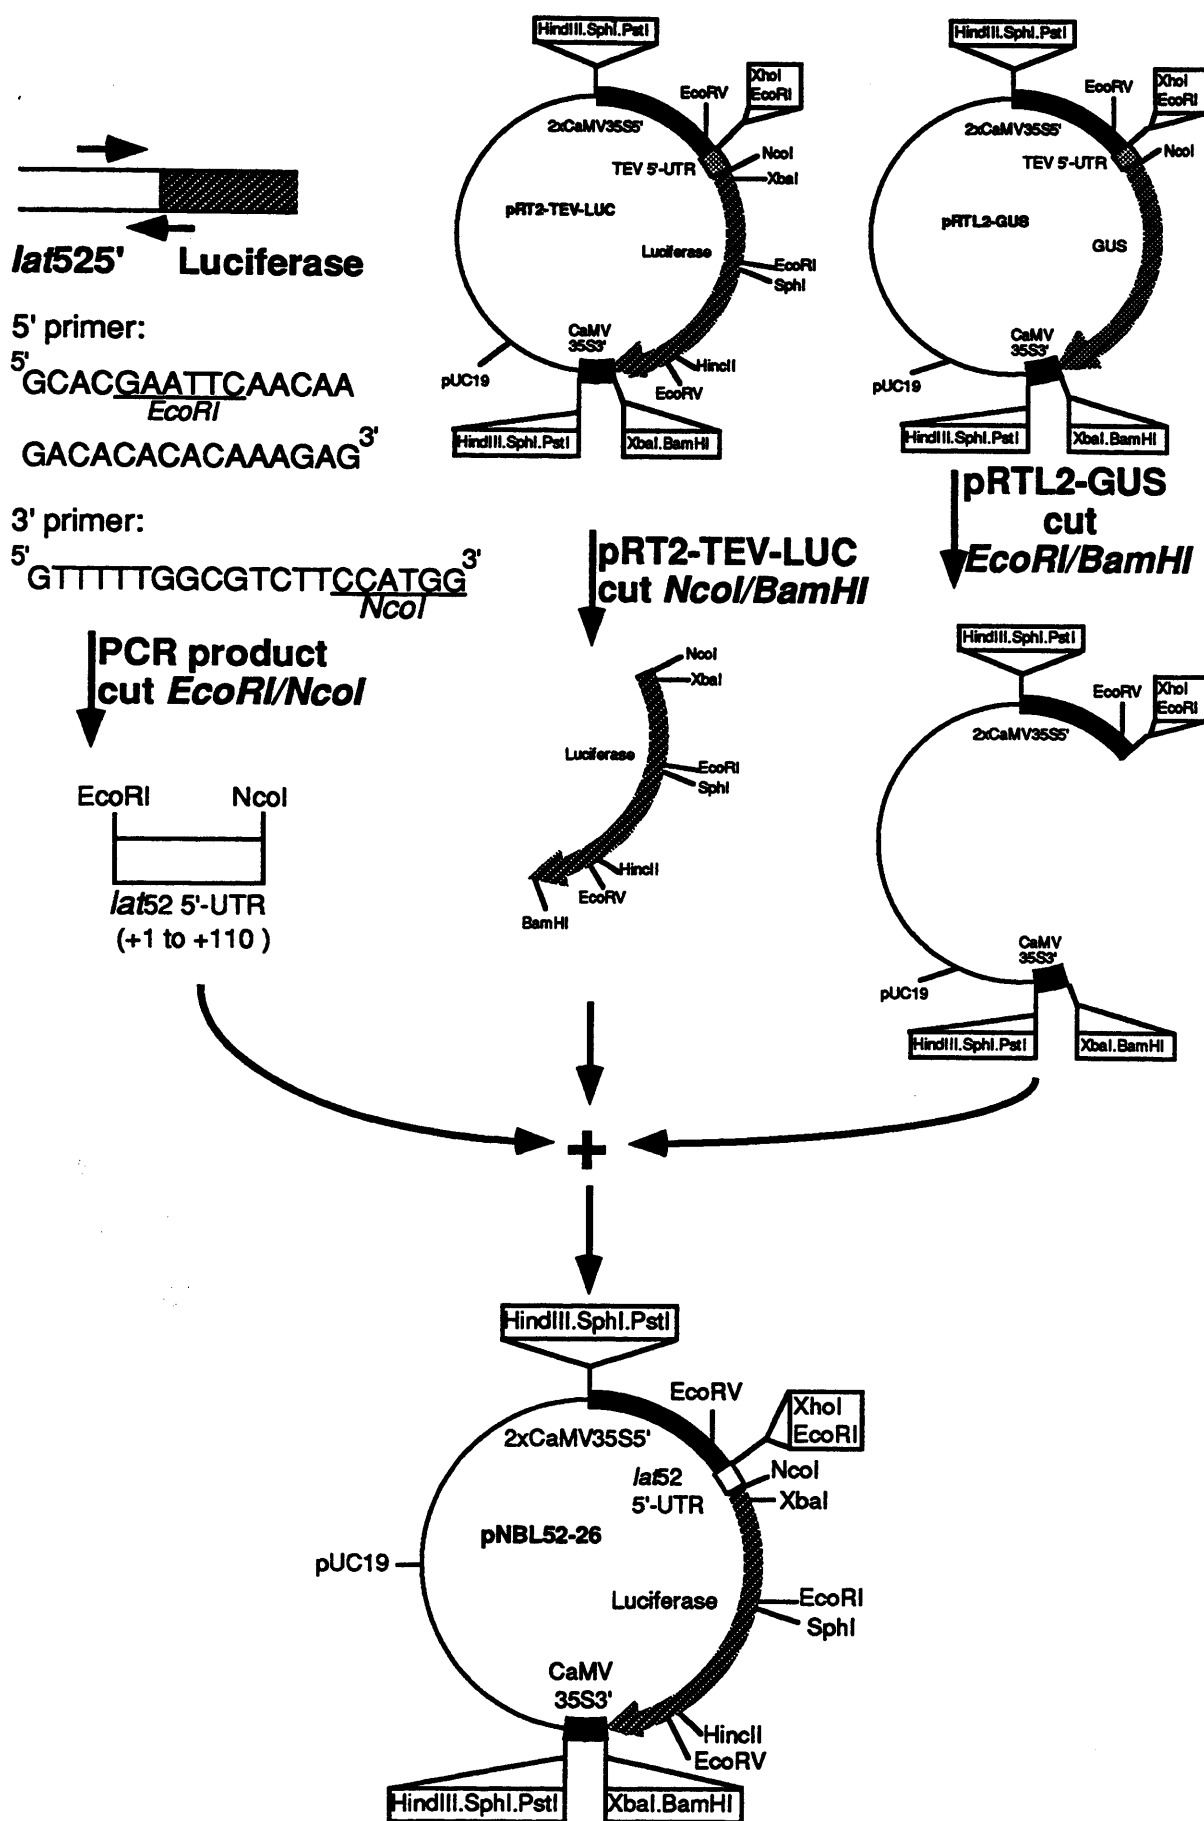 HindIII.SphI.PstI
EcoRV
XhoI
EcoRI
2xCaMV35S5'
TEV 5'-UTR
NcoI
XbaI
pRT2-TEV-LUC
Luciferase
EcoRI
SphI
CaMV
35S3'
HincII
EcoRV
pUC19
HindIII.SphI.PstI
XbaI.BamHI
HindIII.SphI.PstI
EcoRV
XhoI
EcoRI
2xCaMV35S5'
TEV 5'-UTR
NcoI
pRTL2-GUS
GUS
CaMV
35S3'
pUC19
HindIII.SphI.PstI
XbaI.BamHI
lat525' Luciferase
5' primer:
5'GCACGAATTCAACAA
EcoRI
GACACACACAAAGAG3'
3' primer:
5'GTTTTTGGCGTCTTCCATGG3'
NcoI
PCR product
cut EcoRI/NcoI
EcoRI NcoI
lat52 5'-UTR
(+1 to +110 )
pRT2-TEV-LUC
cut NcoI/BamHI
NcoI
XbaI
Luciferase
EcoRI
SphI
HincII
EcoRV
BamHI
pRTL2-GUS
cut
EcoRI/BamHI
HindIII.SphI.PstI
EcoRV
XhoI
EcoRI
2xCaMV35S5'
CaMV
35S3'
pUC19
HindIII.SphI.PstI
XbaI.BamHI
+
HindIII.SphI.PstI
EcoRV
XhoI
EcoRI
2xCaMV35S5'
lat52
5'-UTR
NcoI
XbaI
pNBL52-26
pUC19
Luciferase
EcoRI
SphI
CaMV
35S3'
HincII
EcoRV
HindIII.SphI.PstI
XbaI.BamHI